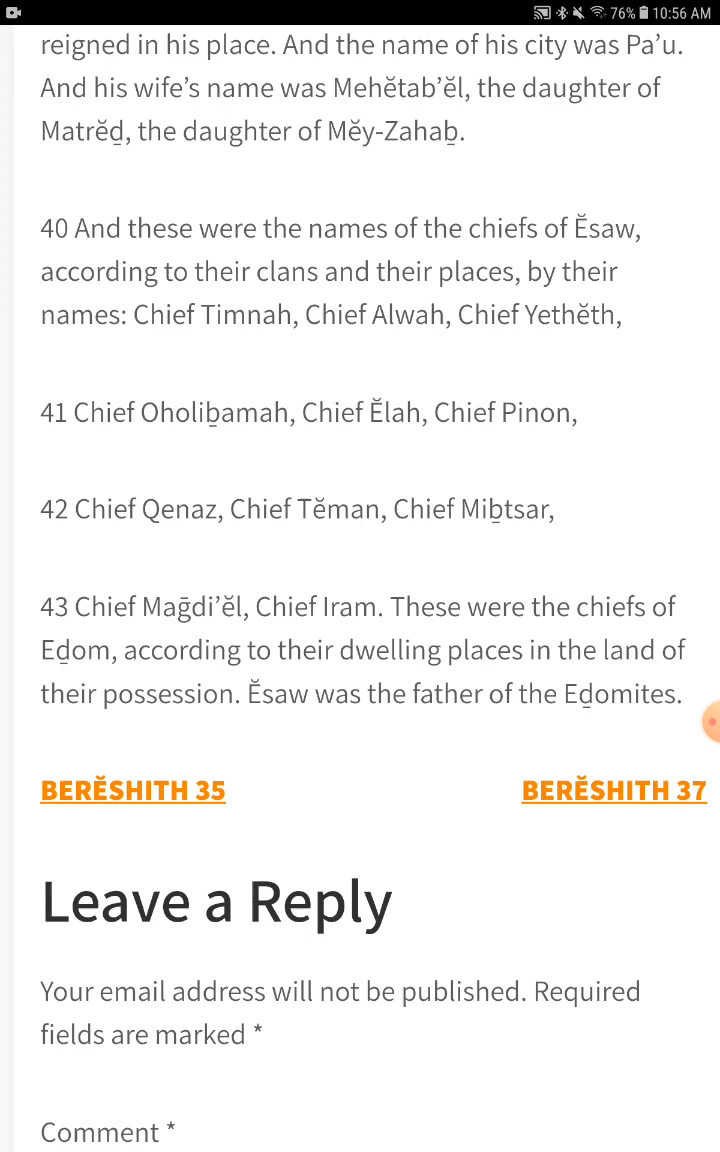 76% 10:56 AM
reigned in his place. And the name of his city was Pa’u.
And his wife’s name was Mehĕtab’ĕl, the daughter of
Matrĕḏ, the daughter of Mĕy-Zahaḇ.
40 And these were the names of the chiefs of Ĕsaw,
according to their clans and their places, by their
names: Chief Timnah, Chief Alwah, Chief Yethĕth,
41 Chief Oholiḇamah, Chief Ĕlah, Chief Pinon,
42 Chief Qenaz, Chief Tĕman, Chief Miḇtsar,
43 Chief Maḡdi’ĕl, Chief Iram. These were the chiefs of
Eḏom, according to their dwelling places in the land of
their possession. Ĕsaw was the father of the Eḏomites.
BERĔSHITH 35 BERĔSHITH 37
Leave a Reply
Your email address will not be published. Required
fields are marked *
Comment *